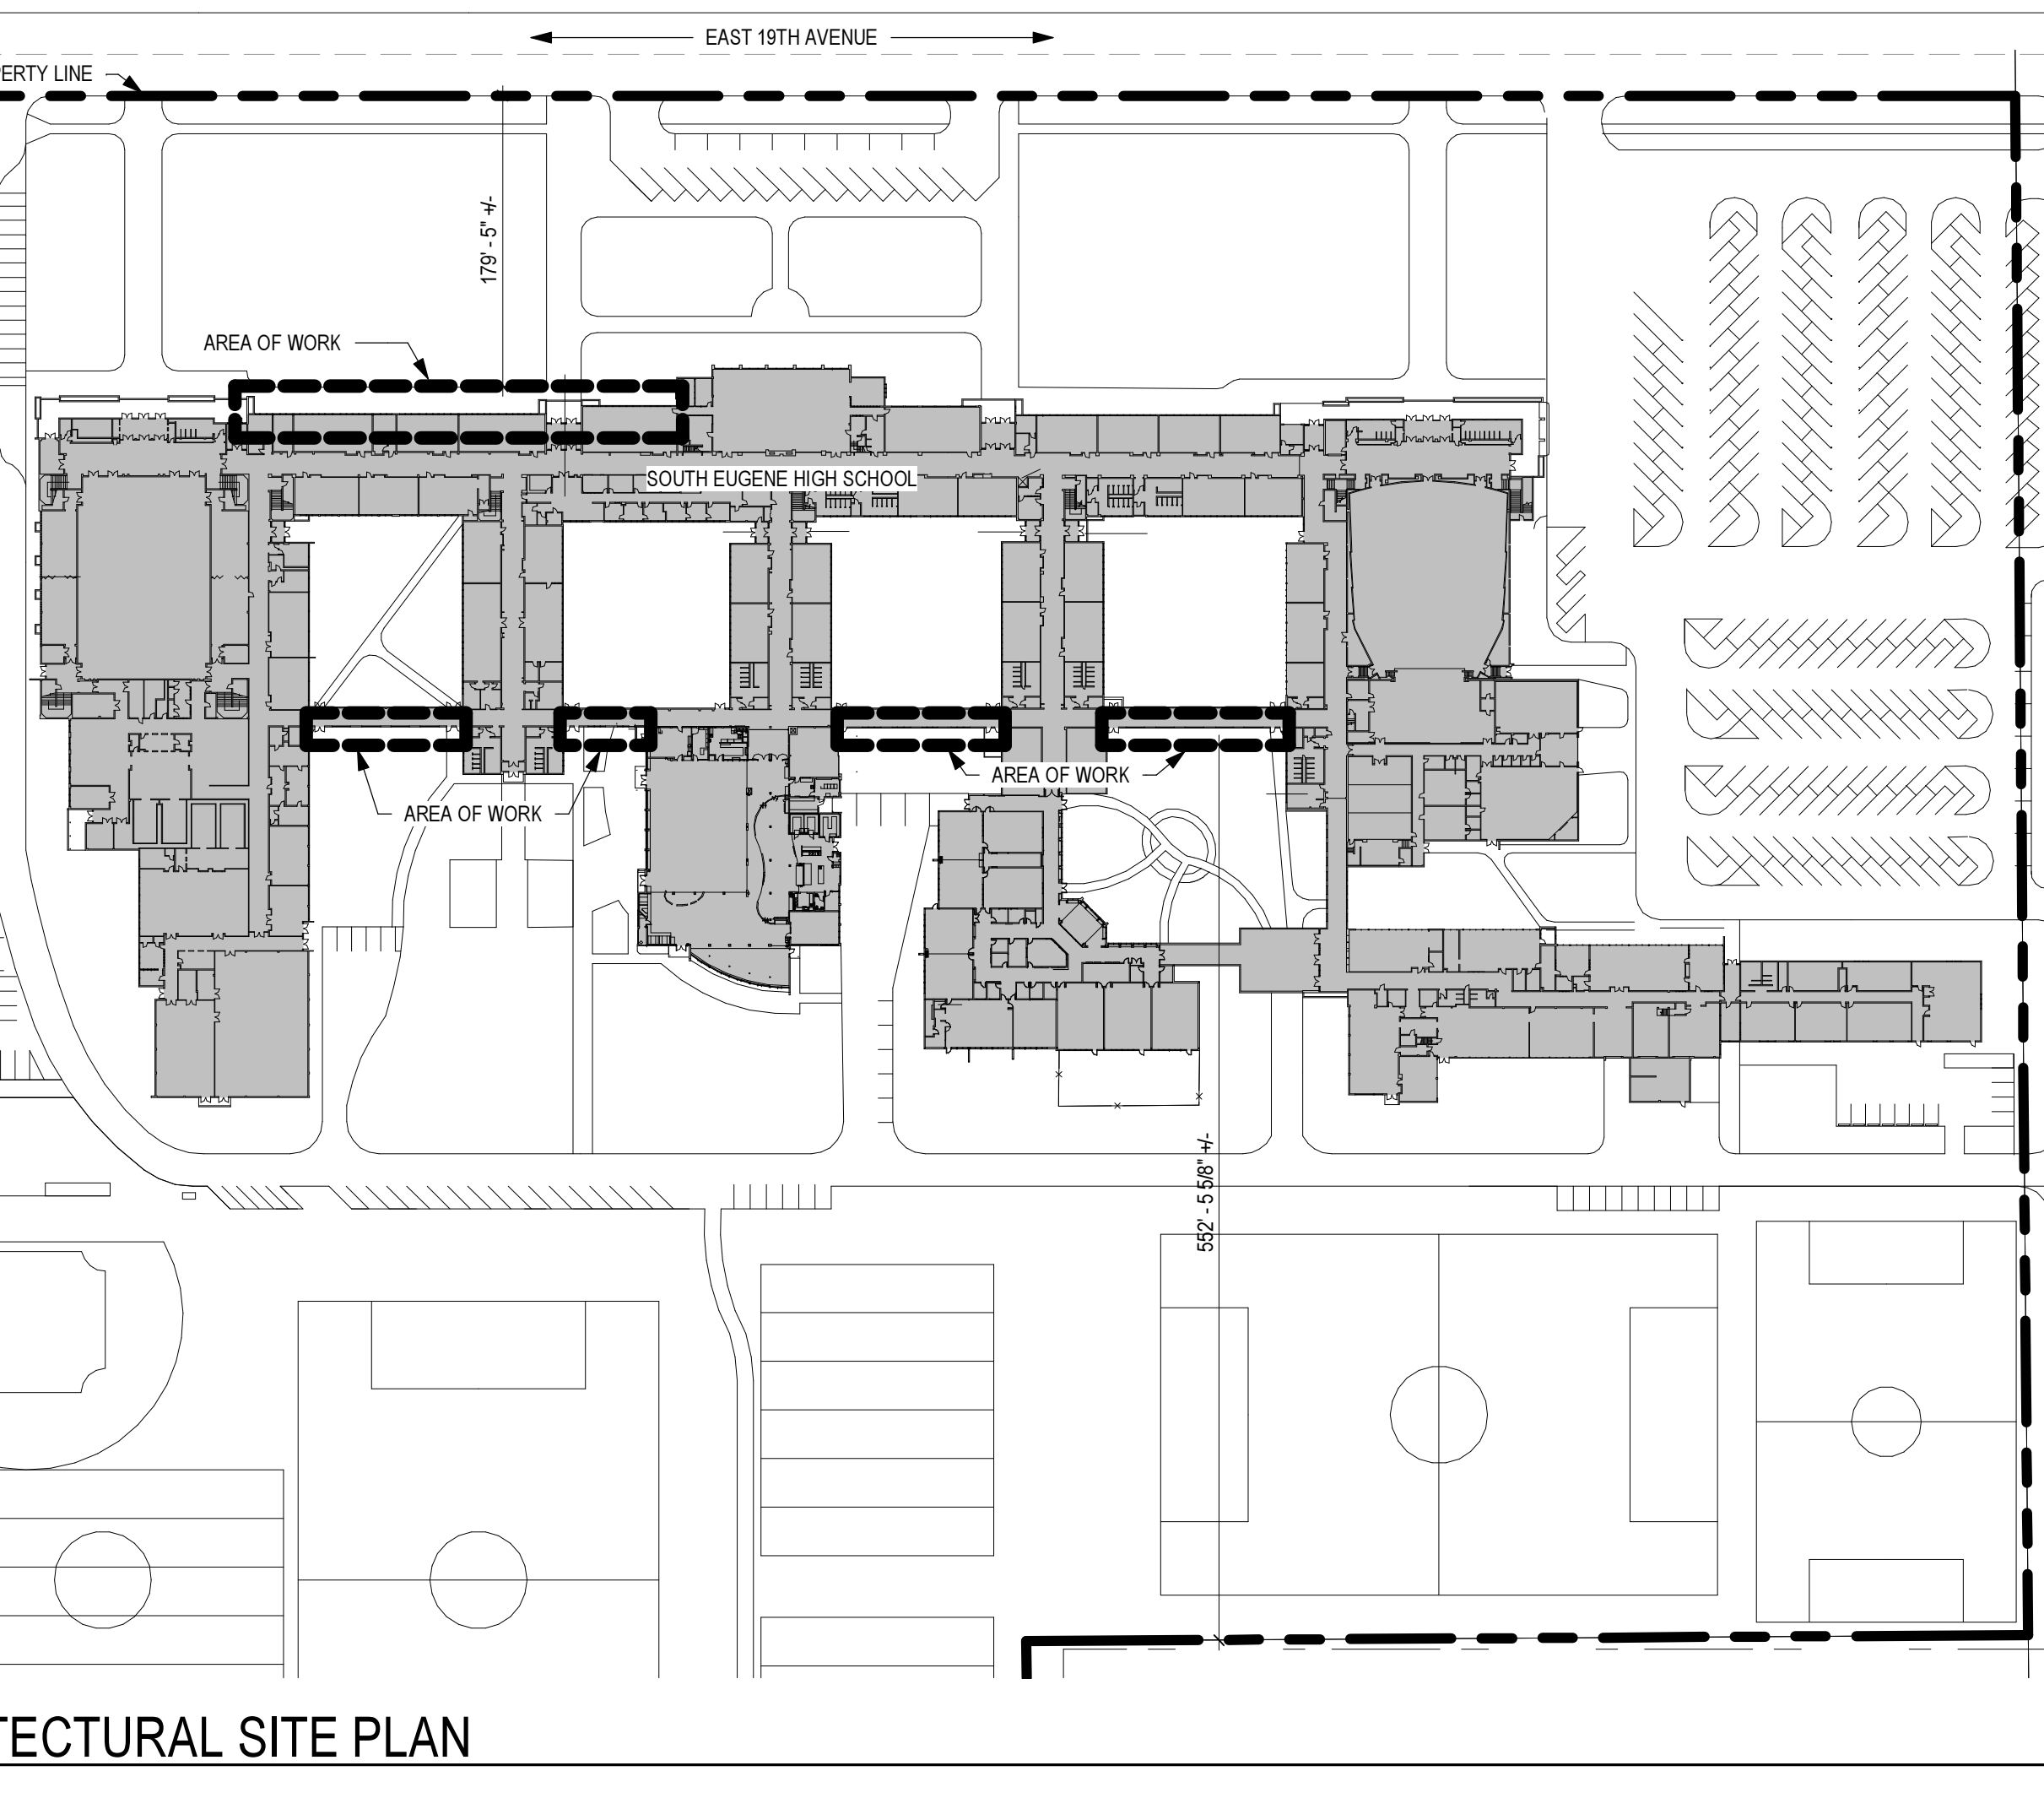 EAST 19TH AVENUE
PERTY LINE
179' - 5" +/-
AREA OF WORK
SOUTH EUGENE HIGH SCHOOL
AREA OF WORK
AREA OF WORK
552' - 5 5/8" +/-
TECTURAL SITE PLAN